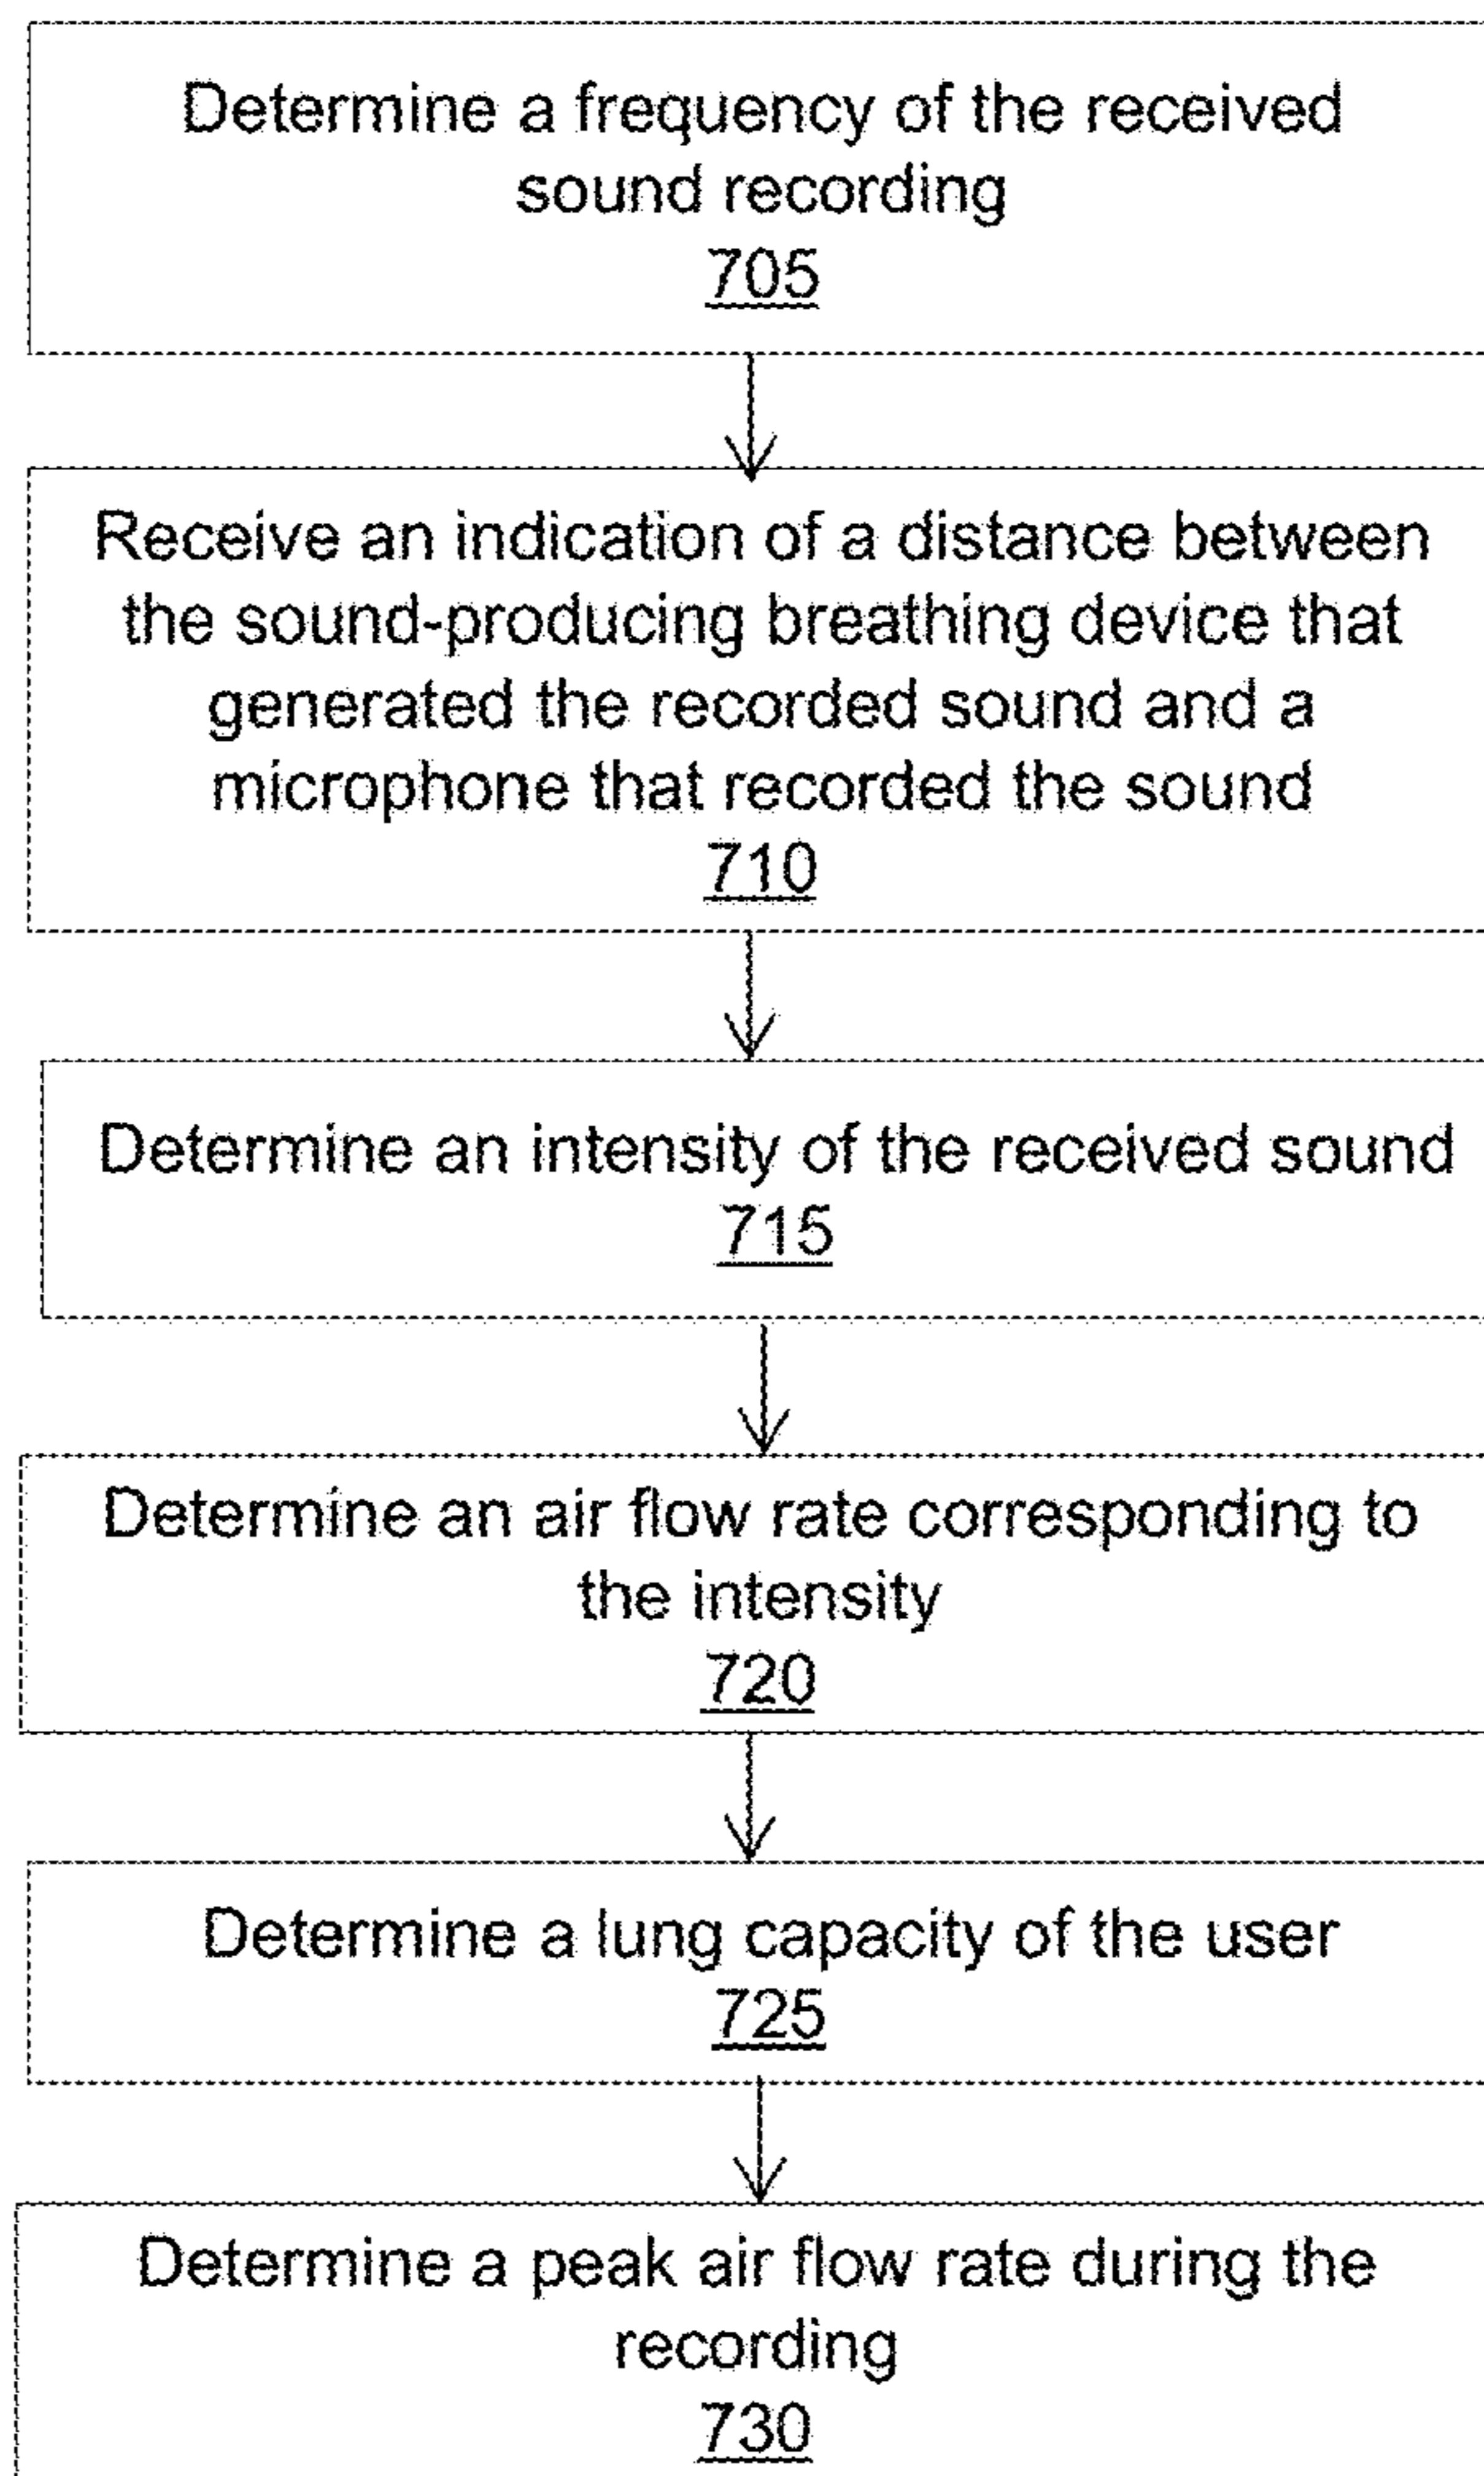 Determine a frequency of the received
sound recording
705
Receive an indication of a distance between
the sound-producing breathing device that
generated the recorded sound and a
microphone that recorded the sound
710
Determine an intensity of the received sound
715
Determine an air flow rate corresponding to
the intensity
720
Determine a lung capacity of the user
725
Determine a peak air flow rate during the
recording
730